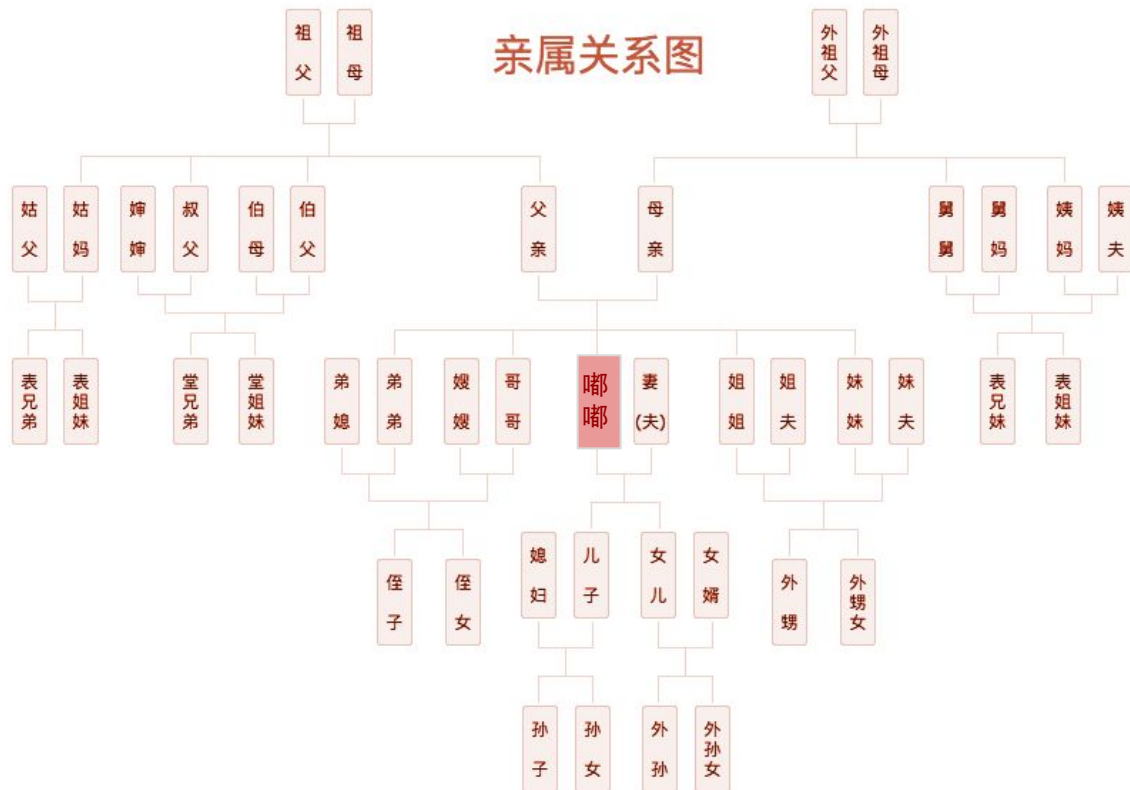 亲属关系图
祖父
祖母
外祖父
外祖母
姑父
姑妈
婶婶
叔父
伯母
伯父
父亲
母亲
舅舅
舅妈
姨妈
姨夫
表兄弟
表姐妹
堂兄弟
堂姐妹
弟媳
弟弟
嫂嫂
哥哥
嘟嘟
妻(夫)
姐姐
姐夫
妹妹
妹夫
表兄妹
表姐妹
侄子
侄女
媳妇
儿子
女儿
女婿
外甥
外甥女
孙子
孙女
外孙
外孙女